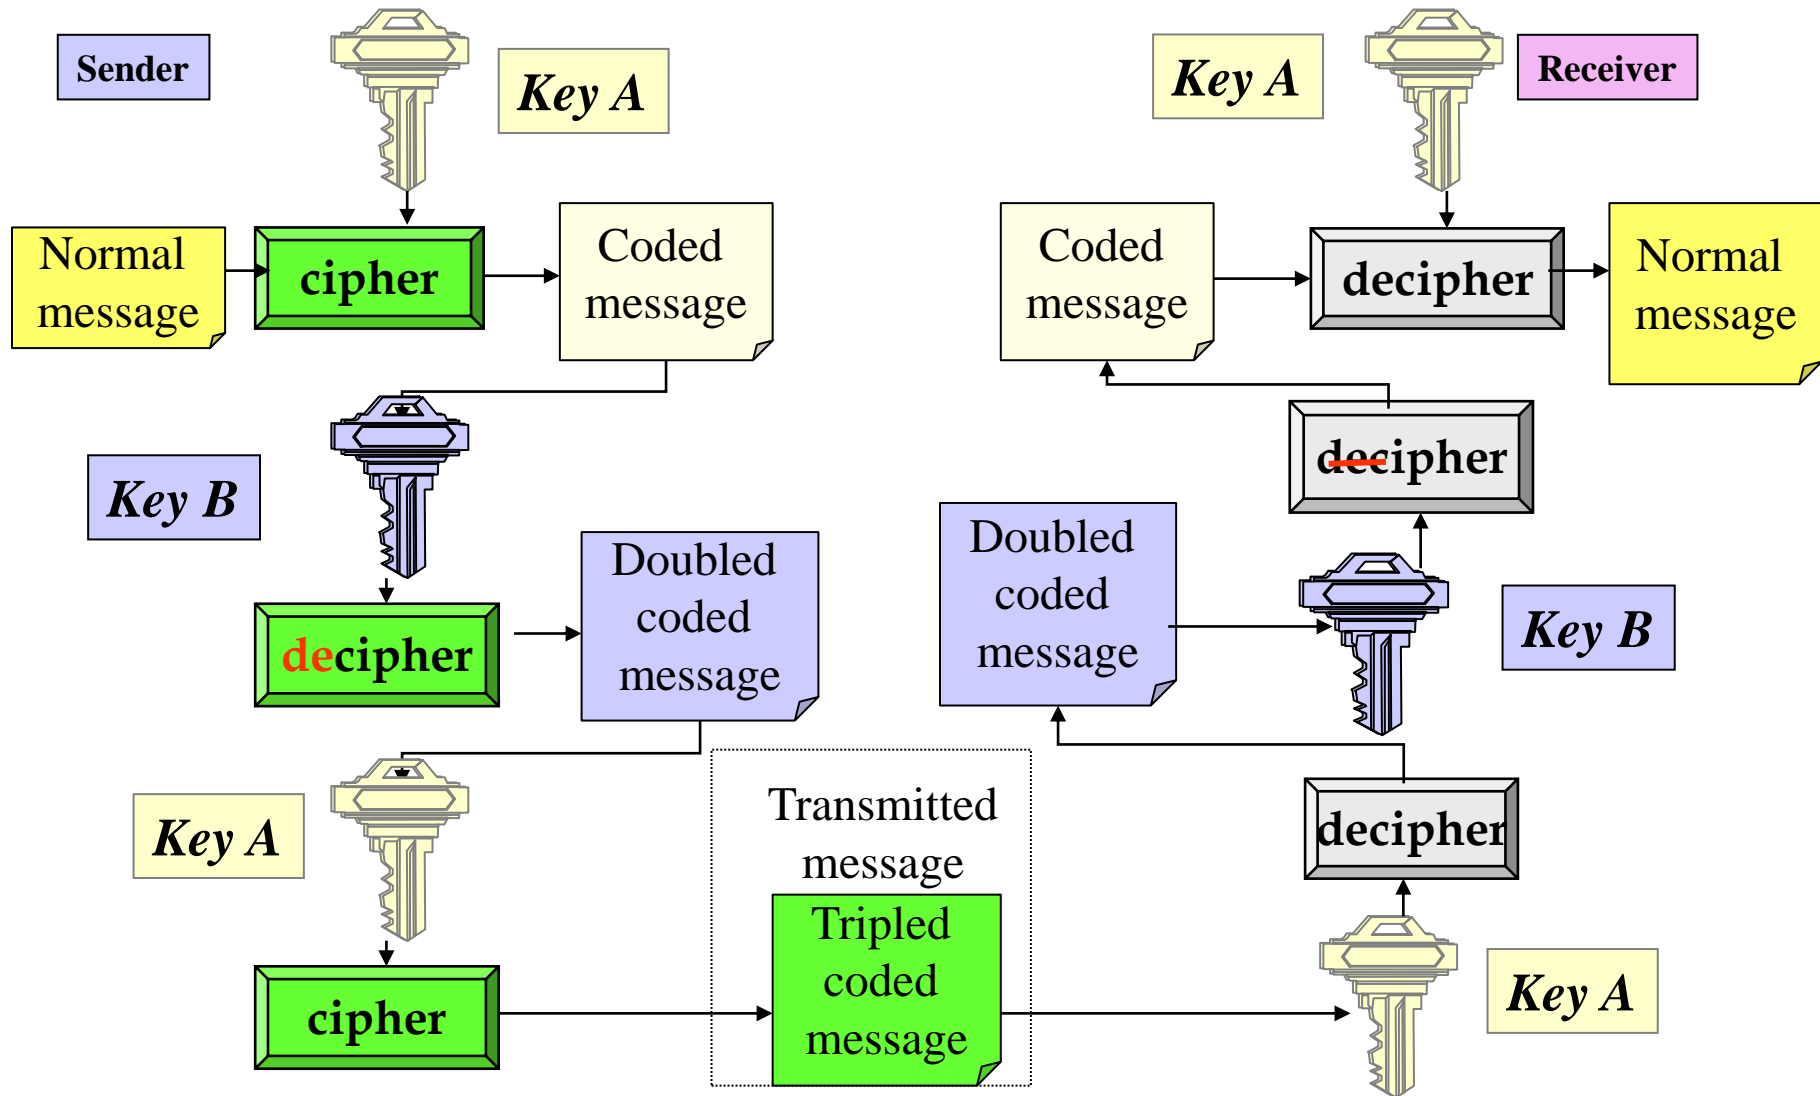 Sender
Key A
Normal
message
cipher
Coded
message
Key B
decipher
Doubled
coded
message
Key A
cipher
Transmitted
message
Tripled
coded
message
Key A
Receiver
Coded
message
decipher
Normal
message
decipher
Doubled
coded
message
Key B
decipher
Key A